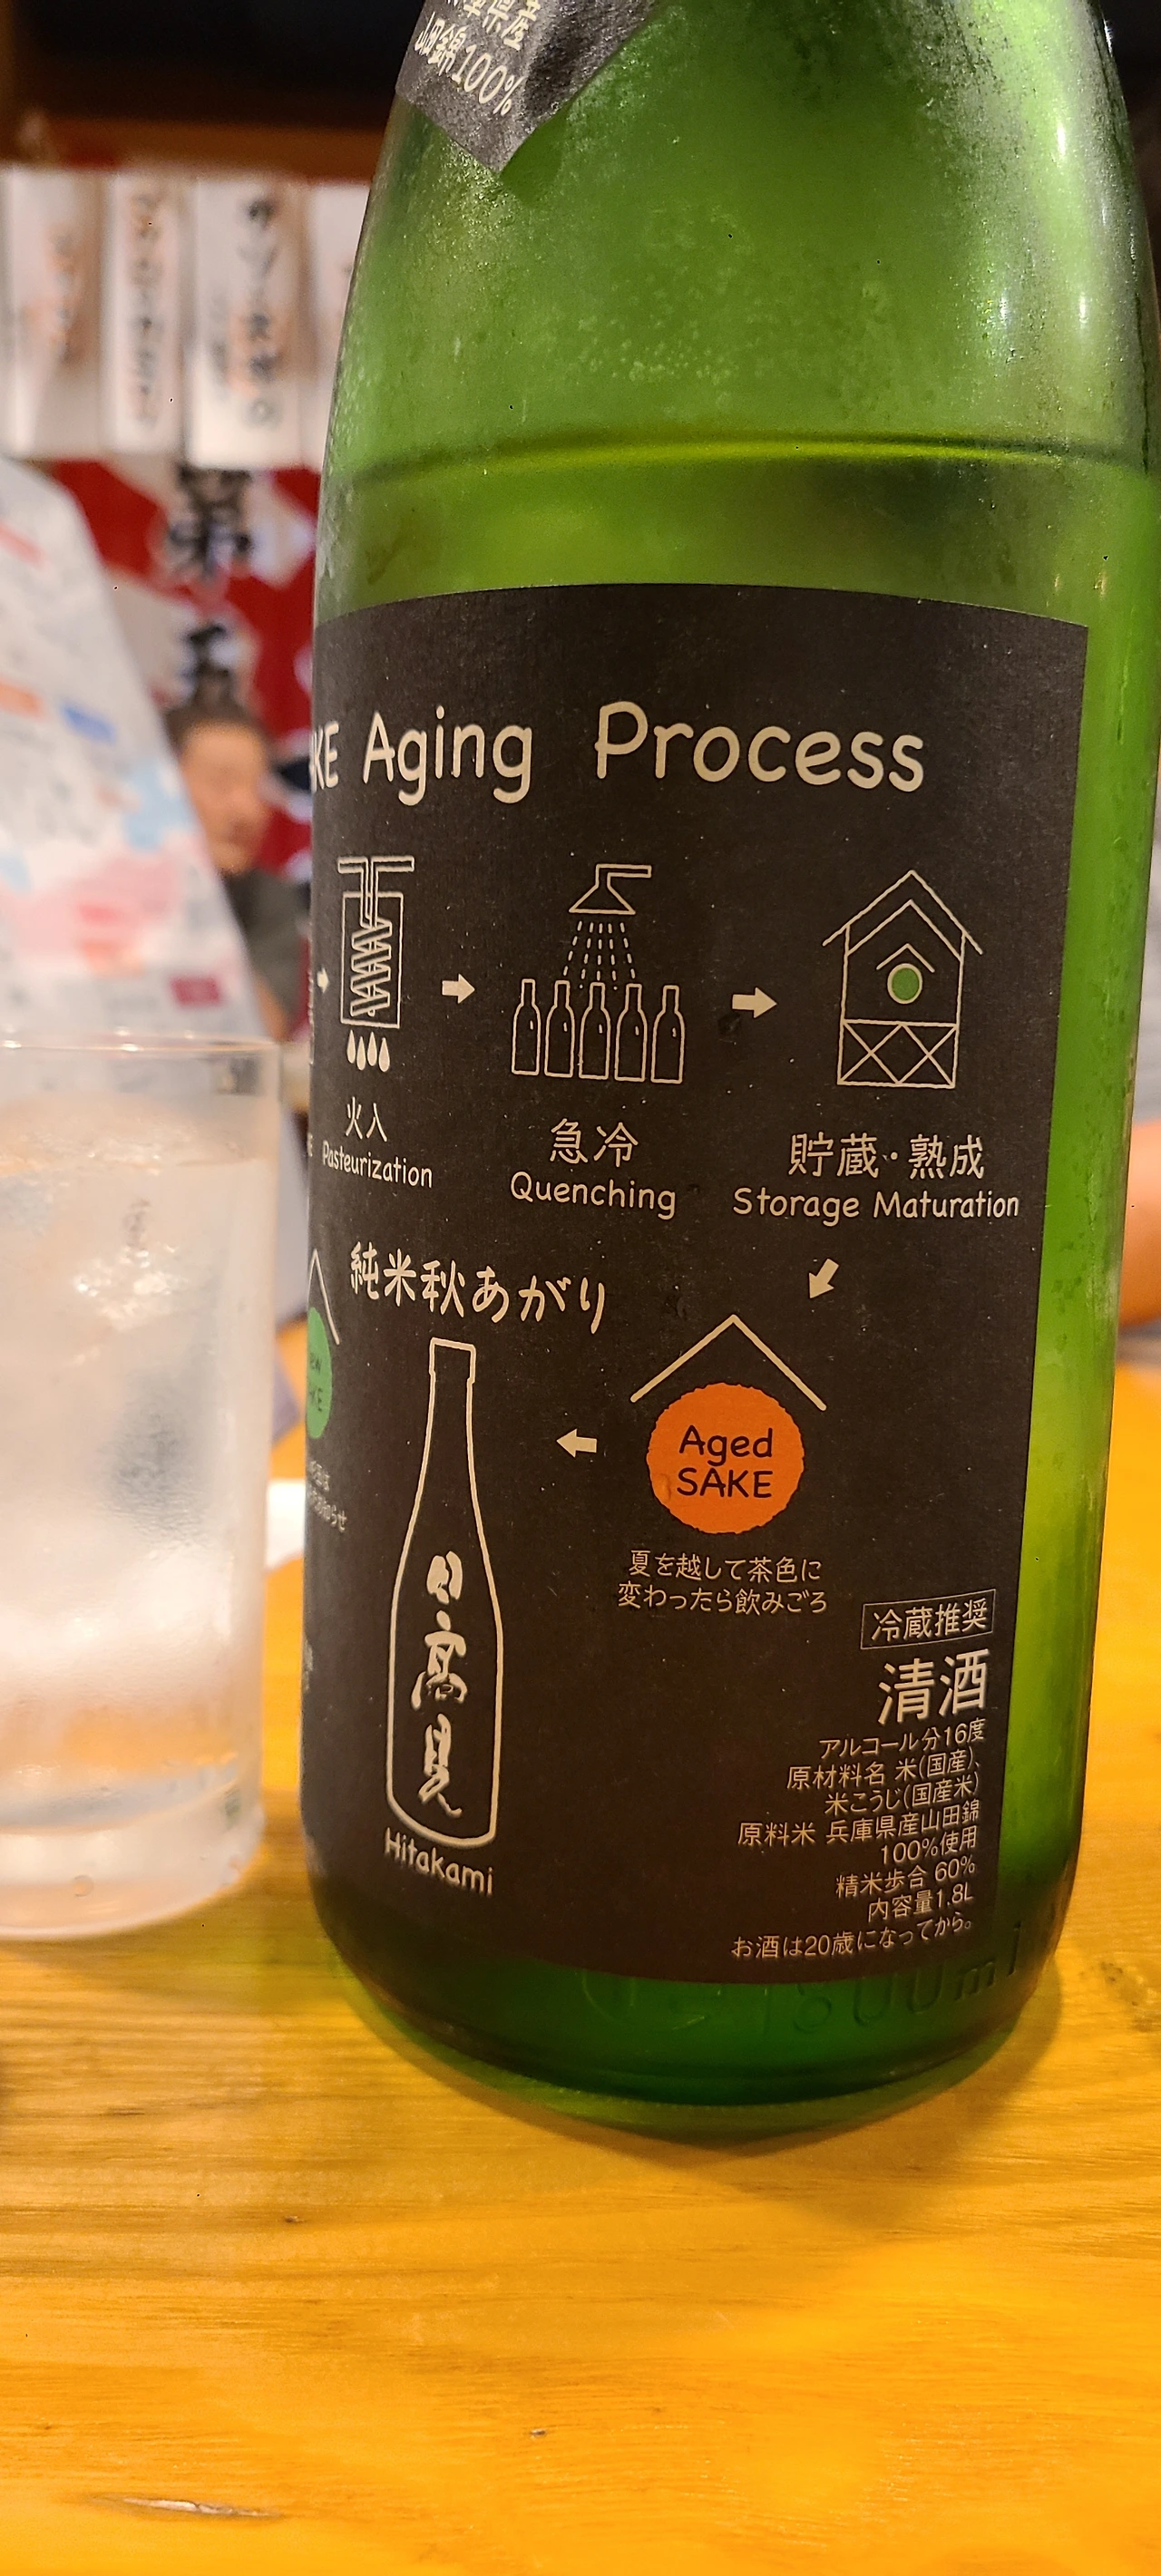 県産
山田錦100%
第
KE Aging Process
火入
Pasteurization
急冷
Quenching
貯蔵・熟成
Storage Maturation
純米秋あがり
Aged
SAKE
夏を越して茶色に
変わったら飲みごろ
日高見
Hitakami
冷蔵推奨
清酒
アルコール分16度
原材料名 米(国産)、
米こうじ(国産米)
原料米 兵庫県産山田錦
100%使用
精米歩合 60%
内容量1.8L
お酒は20歳になってから。
1800ml